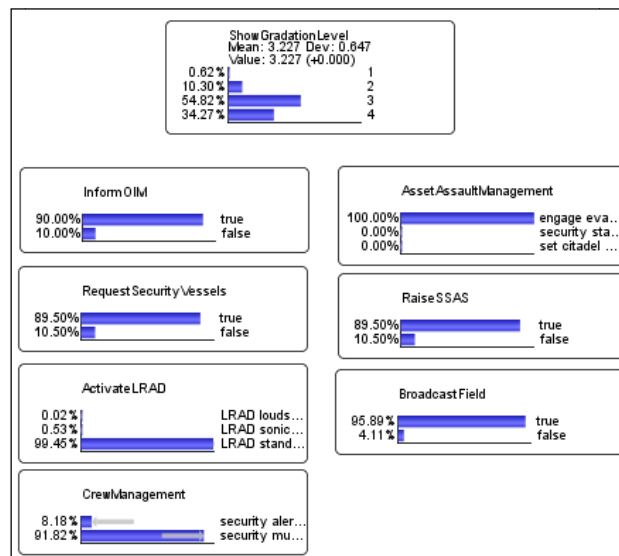 ShowGradationLevel
Mean: 3.227 Dev: 0.647
Value: 3.227 (+0.000)
0.62% 1
10.30% 2
54.82% 3
34.27% 4
InformOIM
90.00% true
10.00% false
AssetAssaultManagement
100.00% engage eva...
0.00% security sta...
0.00% set citadel ...
RequestSecurityVessels
89.50% true
10.50% false
RaiseSSAS
89.50% true
10.50% false
ActivateLRAD
0.02% LRAD louds...
0.53% LRAD sonic...
99.45% LRAD stand...
BroadcastField
95.89% true
4.11% false
CrewManagement
8.18% security aler...
91.82% security mu...